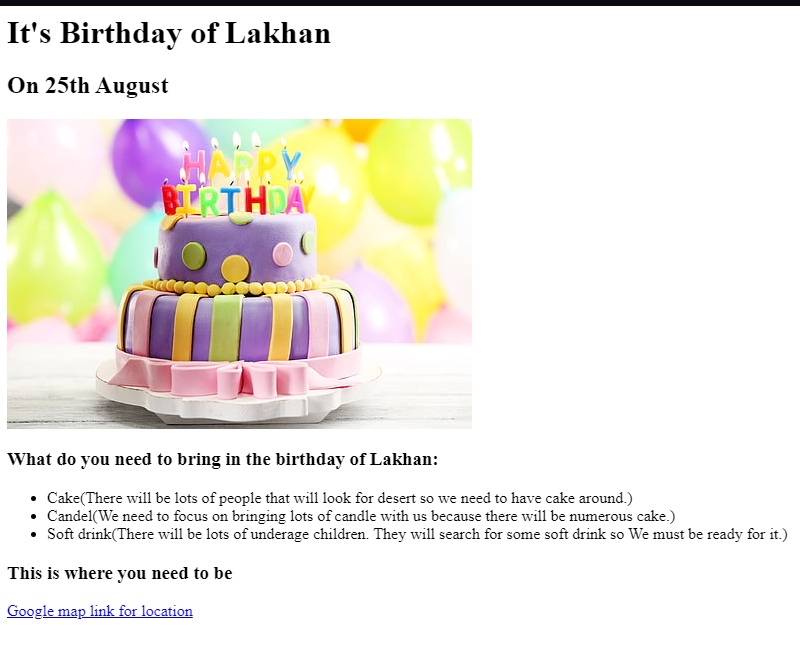 It's Birthday of Lakhan
On 25th August
HAPPY
BIRTHDAY
What do you need to bring in the birthday of Lakhan:
Cake(There will be lots of people that will look for desert so we need to have cake around.)
Candel(We need to focus on bringing lots of candle with us because there will be numerous cake.)
Soft drink(There will be lots of underage children. They will search for some soft drink so We must be ready for it.)
This is where you need to be
Google map link for location